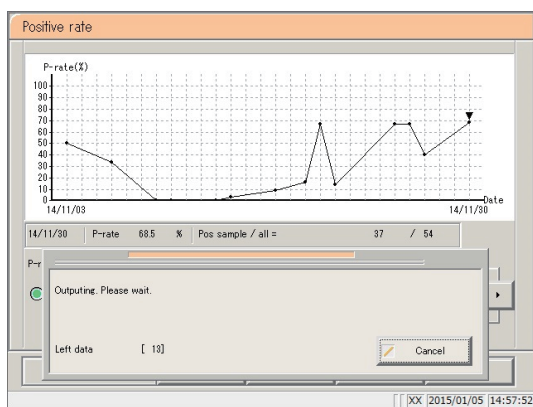 Positive rate
P-rate(%)
100
90
80
70
60
50
40
30
20
10
0
Date
14/11/03 14/11/30
14/11/30 P-rate 68.5 % Pos sample / all = 37 / 54
P-r
Outputing. Please wait.
Left data [ 13]
Cancel
XX 2015/01/05 14:57:52